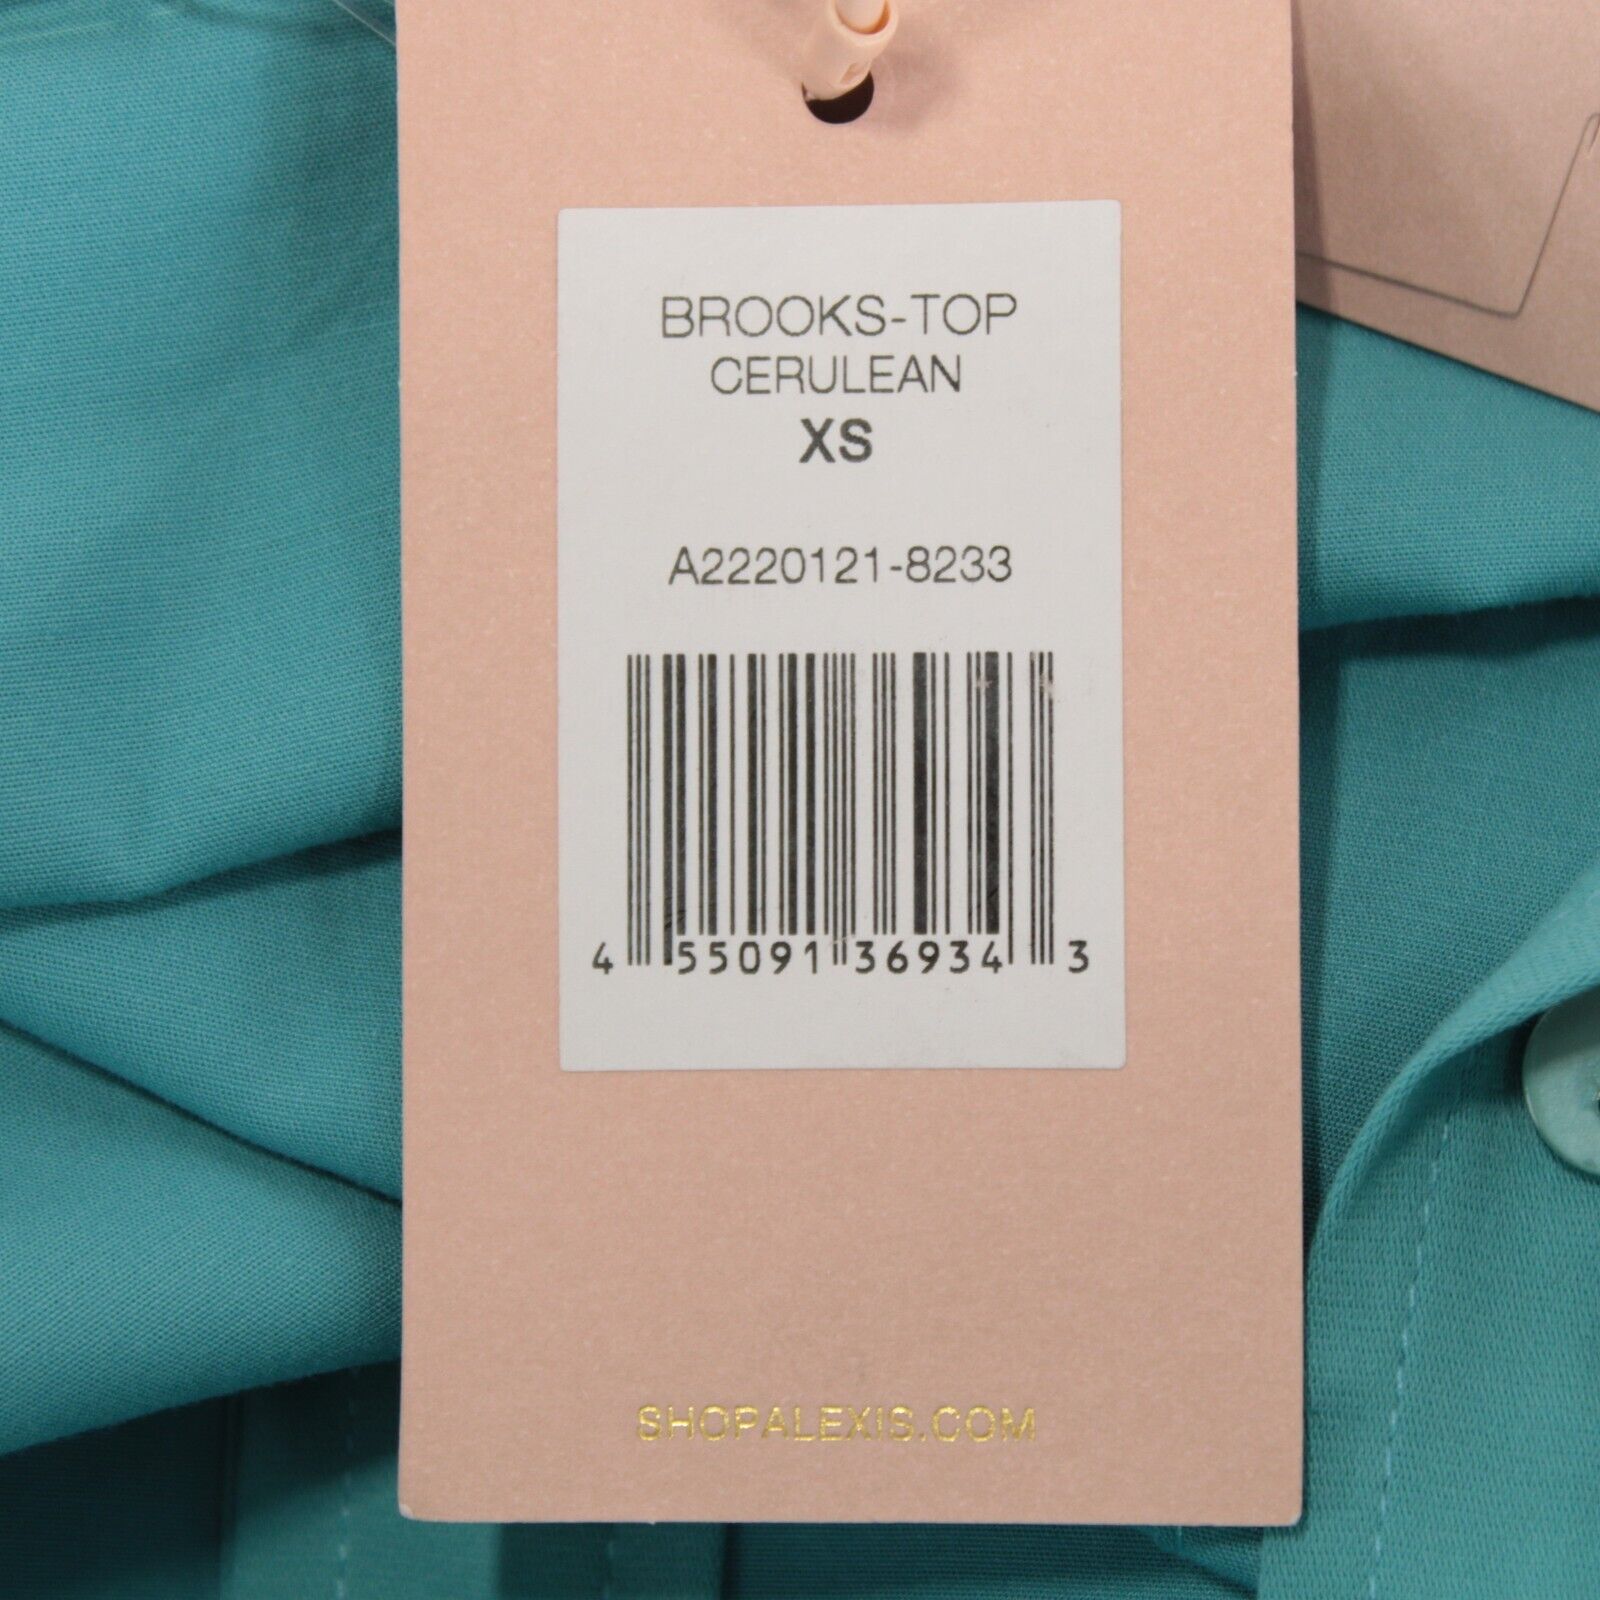 BROOKS-TOP
CERULEAN
XS
A2220121-8233
4 55091 36934 3
SHOPALEXIS.COM